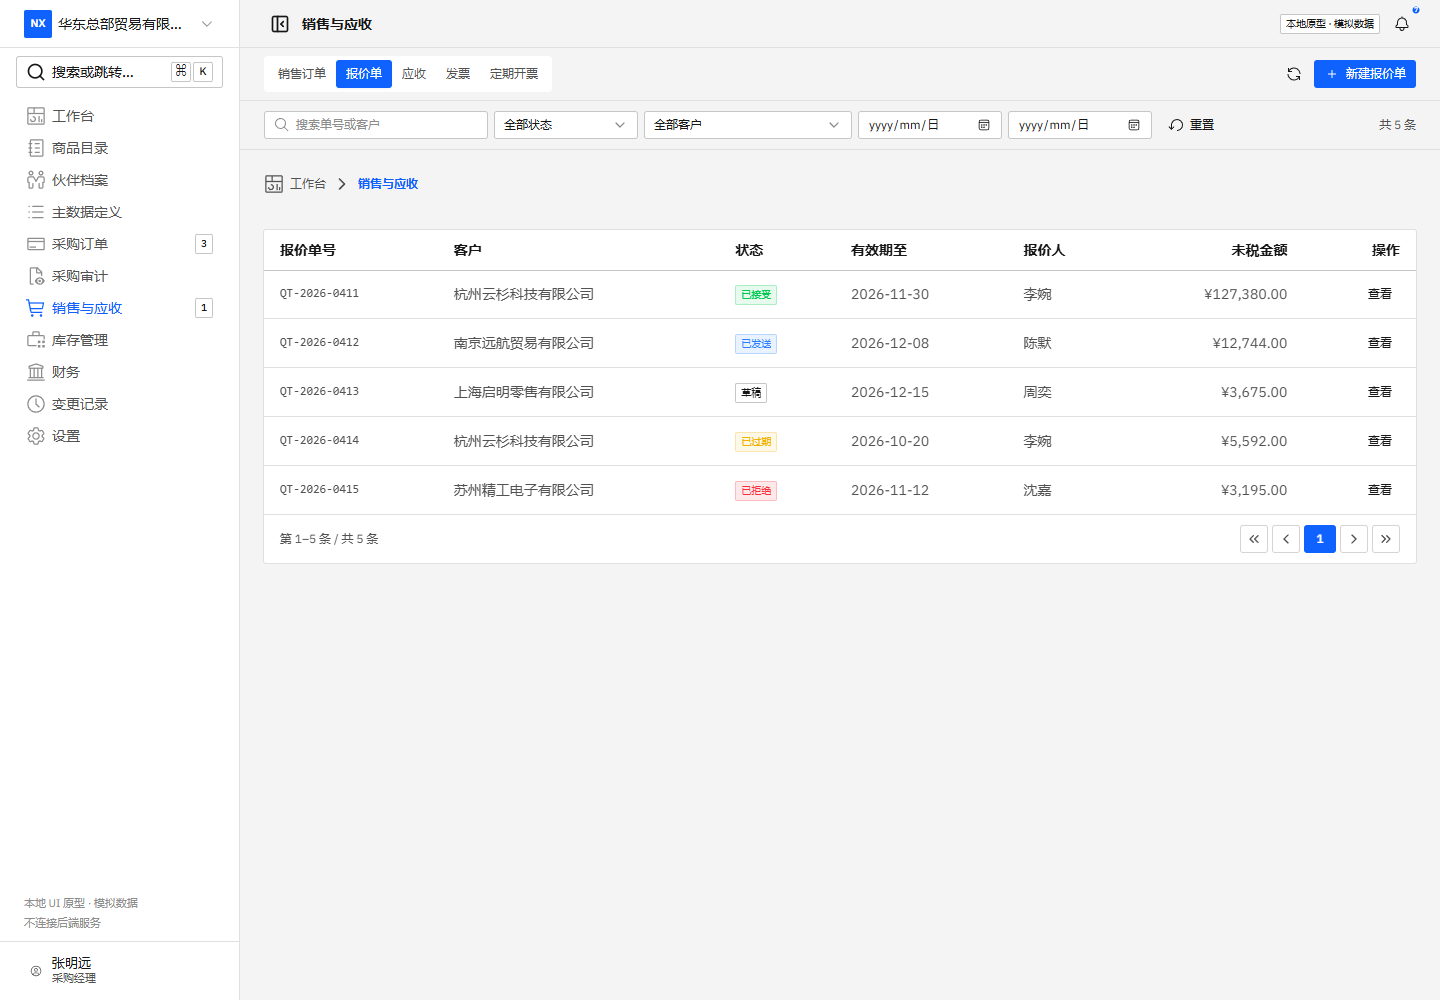 NX 华东总部贸易有限...
搜索或跳转... ⌘ K
工作台
商品目录
伙伴档案
主数据定义
采购订单 3
采购审计
销售与应收 1
库存管理
财务
变更记录
设置
本地 UI 原型 · 模拟数据
不连接后端服务
张明远
采购经理
销售与应收 本地原型 · 模拟数据
销售订单 报价单 应收 发票 定期开票 + 新建报价单
搜索单号或客户 全部状态 全部客户 yyyy/mm/日 yyyy/mm/日 重置 共 5 条
工作台 > 销售与应收
报价单号 客户 状态 有效期至 报价人 未税金额 操作
QT-2026-0411 杭州云杉科技有限公司 已接受 2026-11-30 李婉 ¥127,380.00 查看
QT-2026-0412 南京远航贸易有限公司 已发送 2026-12-08 陈默 ¥12,744.00 查看
QT-2026-0413 上海启明零售有限公司 草稿 2026-12-15 周奕 ¥3,675.00 查看
QT-2026-0414 杭州云杉科技有限公司 已过期 2026-10-20 李婉 ¥5,592.00 查看
QT-2026-0415 苏州精工电子有限公司 已拒绝 2026-11-12 沈嘉 ¥3,195.00 查看
第 1–5 条 / 共 5 条 1